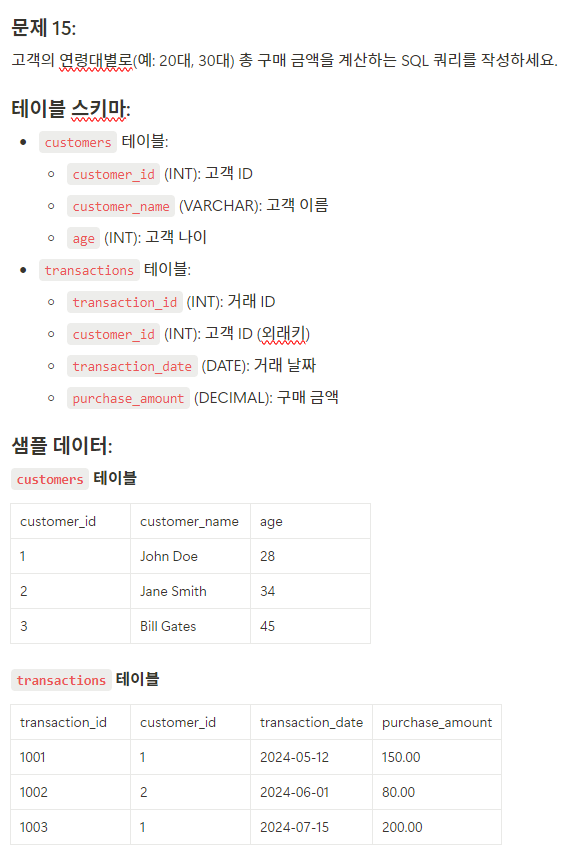 문제 15:
고객의 연령대별로(예: 20대, 30대) 총 구매 금액을 계산하는 SQL 쿼리를 작성하세요.
테이블 스키마:
• customers 테이블:
◦ customer_id (INT): 고객 ID
◦ customer_name (VARCHAR): 고객 이름
◦ age (INT): 고객 나이
• transactions 테이블:
◦ transaction_id (INT): 거래 ID
◦ customer_id (INT): 고객 ID (외래키)
◦ transaction_date (DATE): 거래 날짜
◦ purchase_amount (DECIMAL): 구매 금액
샘플 데이터:
customers 테이블
customer_id customer_name age
1 John Doe 28
2 Jane Smith 34
3 Bill Gates 45
transactions 테이블
transaction_id customer_id transaction_date purchase_amount
1001 1 2024-05-12 150.00
1002 2 2024-06-01 80.00
1003 1 2024-07-15 200.00